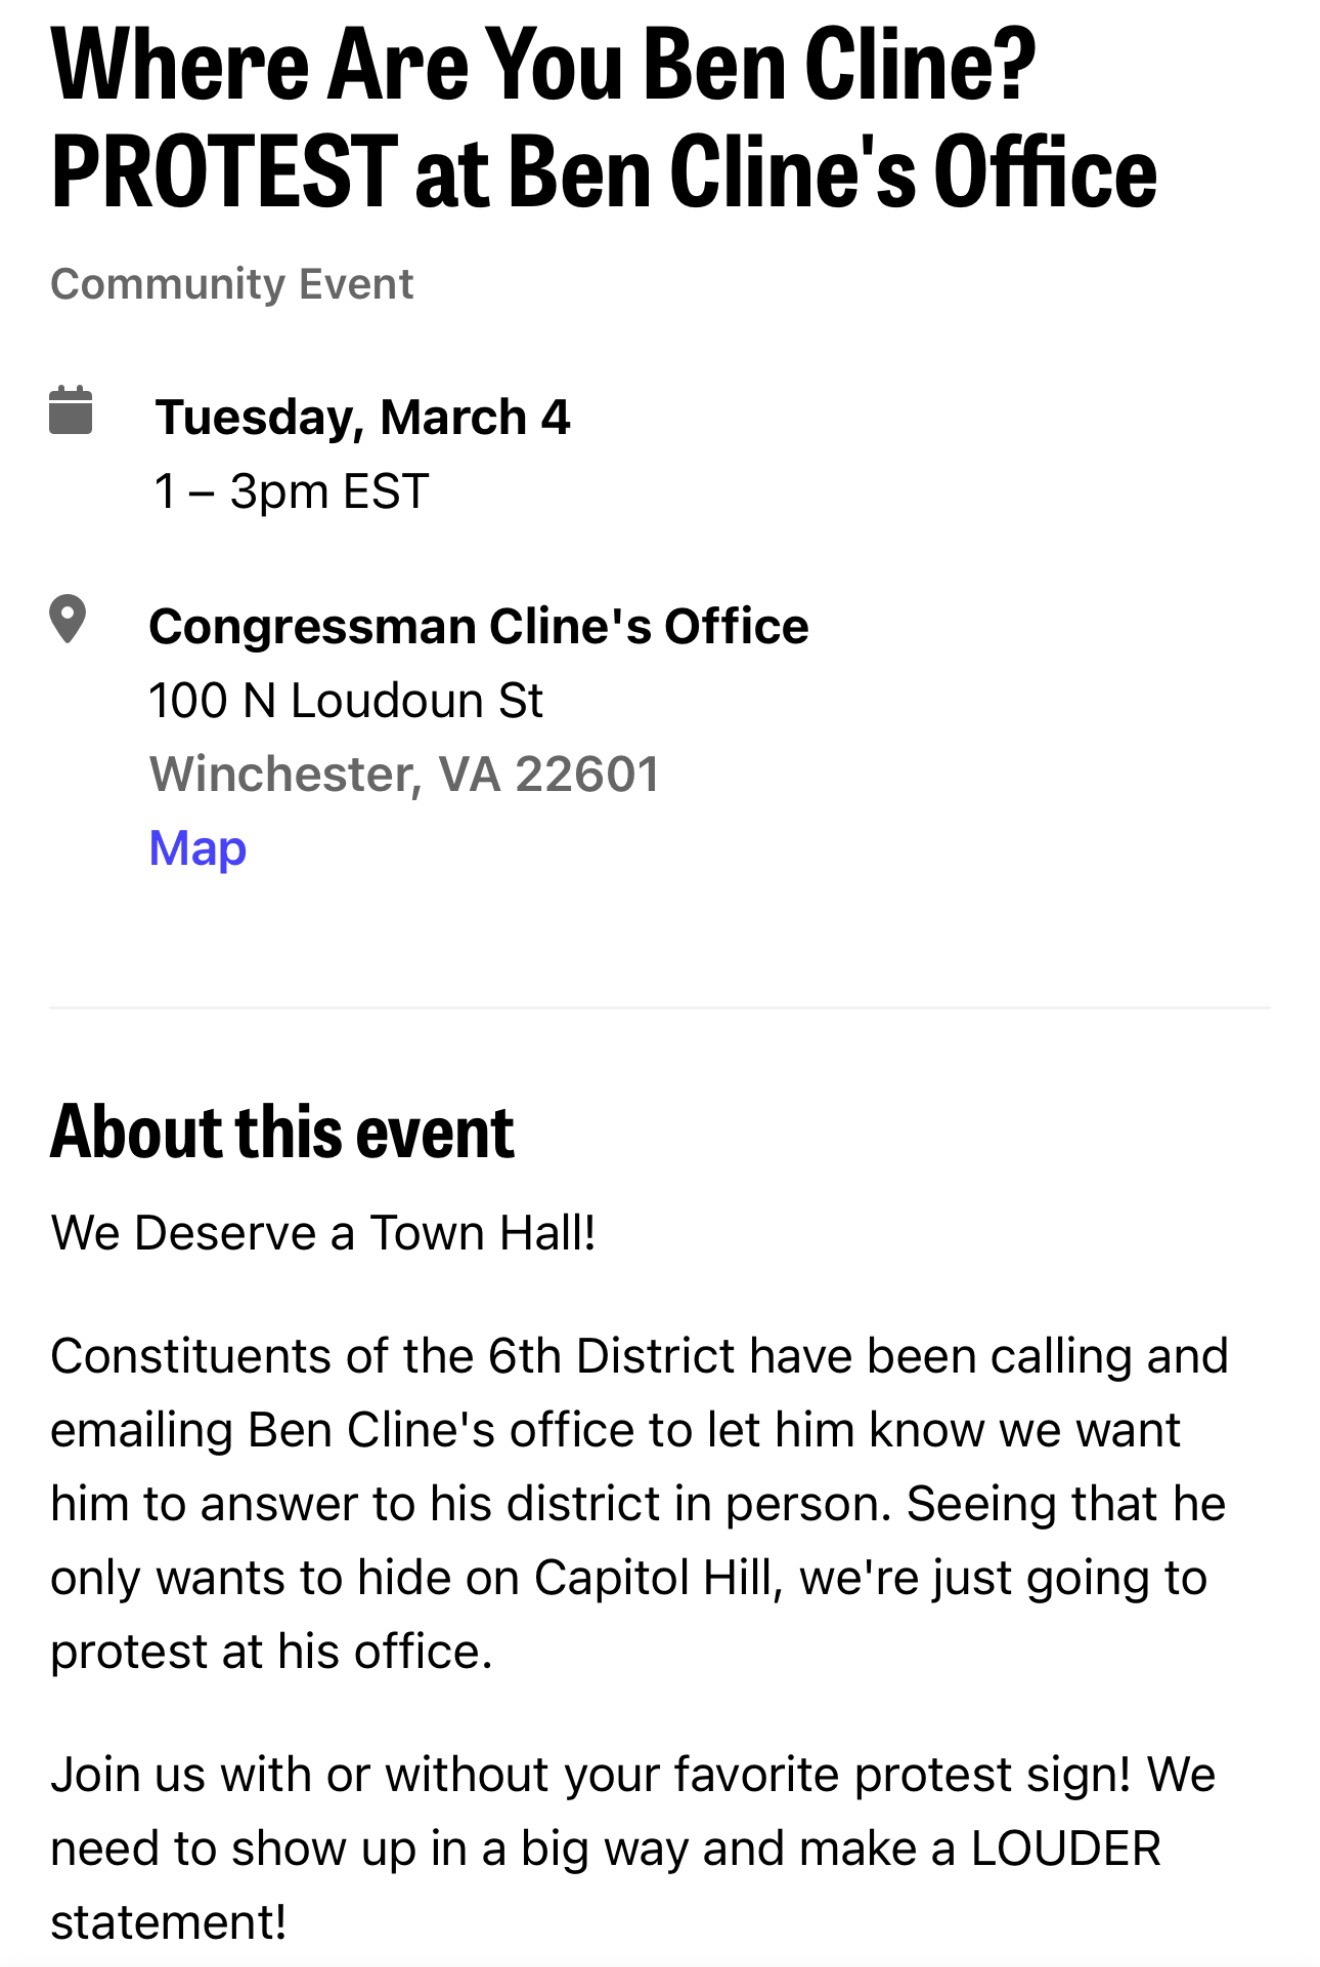 Where Are You Ben Cline?
PROTEST at Ben Cline's Office
Community Event
Tuesday, March 4
1 – 3pm EST
Congressman Cline's Office
100 N Loudoun St
Winchester, VA 22601
Map
About this event
We Deserve a Town Hall!
Constituents of the 6th District have been calling and
emailing Ben Cline's office to let him know we want
him to answer to his district in person. Seeing that he
only wants to hide on Capitol Hill, we're just going to
protest at his office.
Join us with or without your favorite protest sign! We
need to show up in a big way and make a LOUDER
statement!